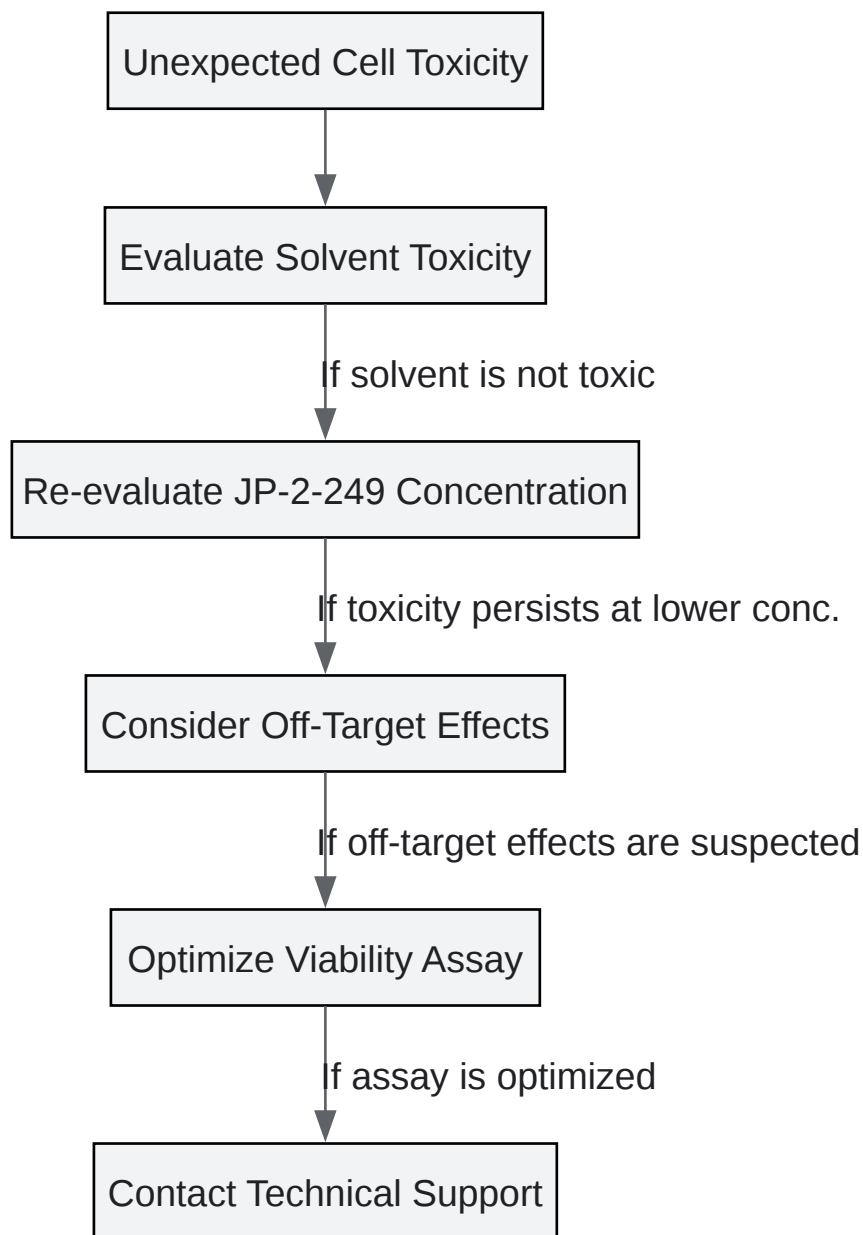 Unexpected Cell Toxicity
Evaluate Solvent Toxicity
If solvent is not toxic
Re-evaluate JP-2-249 Concentration
If toxicity persists at lower conc.
Consider Off-Target Effects
If off-target effects are suspected
Optimize Viability Assay
If assay is optimized
Contact Technical Support